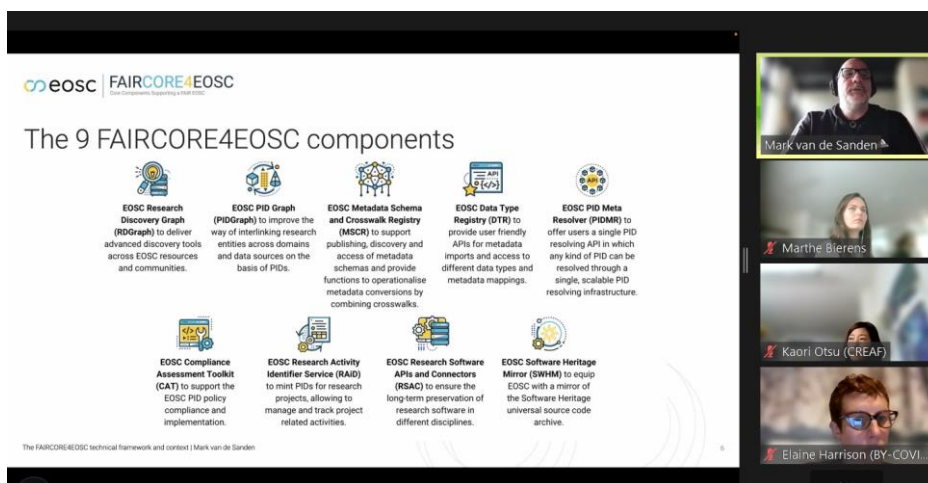 eosc | FAIRCORE4EOSC
Core Components Supporting a FAIR EOSC
The 9 FAIRCORE4EOSC components
EOSC Research
Discovery Graph
(RDGraph) to deliver
advanced discovery tools
across EOSC resources
and communities.
EOSC PID Graph
(PIDGraph) to improve the
way of interlinking research
entities across domains
and data sources on the
basis of PIDs.
EOSC Metadata Schema
and Crosswalk Registry
(MSCR) to support
publishing, discovery and
access of metadata
schemas and provide
functions to operationalise
metadata conversions by
combining crosswalks.
API
EOSC Data Type
Registry (DTR) to
provide user friendly
APIs for metadata
imports and access to
different data types and
metadata mappings.
API
EOSC PID Meta
Resolver (PIDMR) to
offer users a single PID
resolving API in which
any kind of PID can be
resolved through a
single, scalable PID
resolving infrastructure.
EOSC Compliance
Assessment Toolkit
(CAT) to support the
EOSC PID policy
compliance and
implementation.
EOSC Research Activity
Identifier Service (RAiD)
to mint PIDs for research
projects, allowing to
manage and track project
related activities.
EOSC Research Software
APIs and Connectors
(RSAC) to ensure the
long-term preservation of
research software in
different disciplines.
EOSC Software Heritage
Mirror (SWHM) to equip
EOSC with a mirror of
the Software Heritage
universal source code
archive.
The FAIRCORE4EOSC technical framework and context | Mark van de Sanden
6
Mark van de Sanden
Marthe Bierens
Kaori Otsu (CREAF)
Elaine Harrison (BY-COVI...